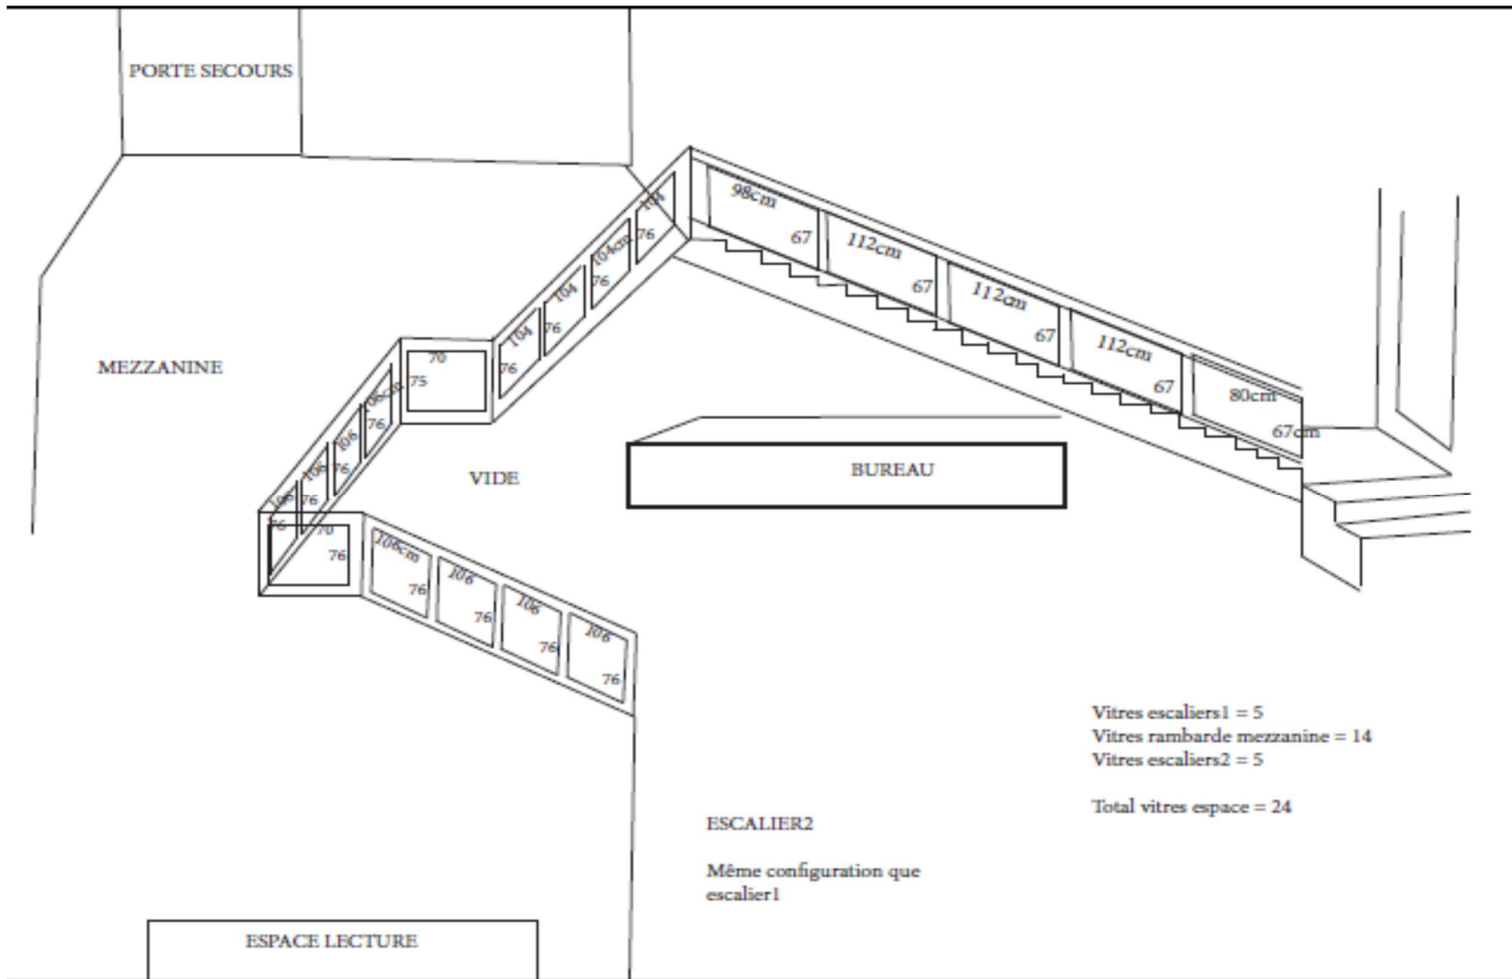 PORTE SECOURS
98cm
67
112cm
67
112cm
67
112cm
67
80cm
67cm
104
76
104cm
76
104
76
104
76
70
75
MEZZANINE
106cm
76
106
76
106
76
106
76
70
76
VIDE
BUREAU
106cm
76
106
76
106
76
106
76
Vitres escaliers1 = 5
Vitres rambarde mezzanine = 14
Vitres escaliers2 = 5
Total vitres espace = 24
ESCALIER2
Même configuration que
escalier1
ESPACE LECTURE